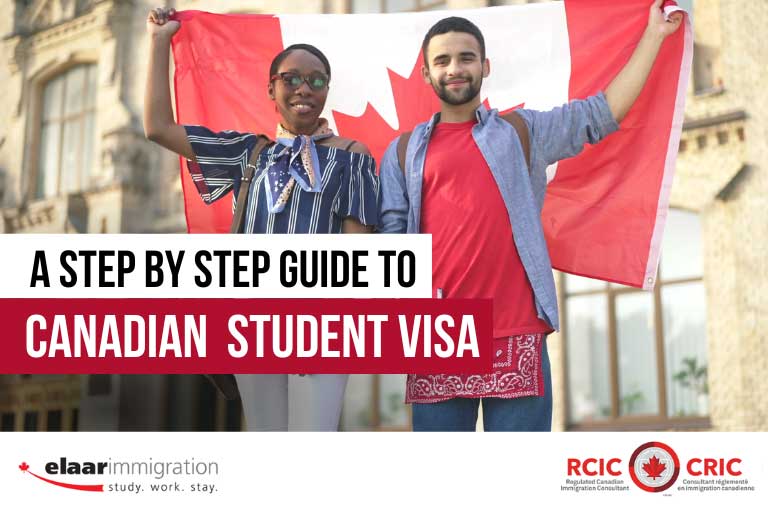 A STEP BY STEP GUIDE TO
CANADIAN STUDENT VISA
elaarimmigration
study. work. stay.
RCIC CRIC
Regulated Canadian Immigration Consultant
Consultant réglementé en immigration canadienne